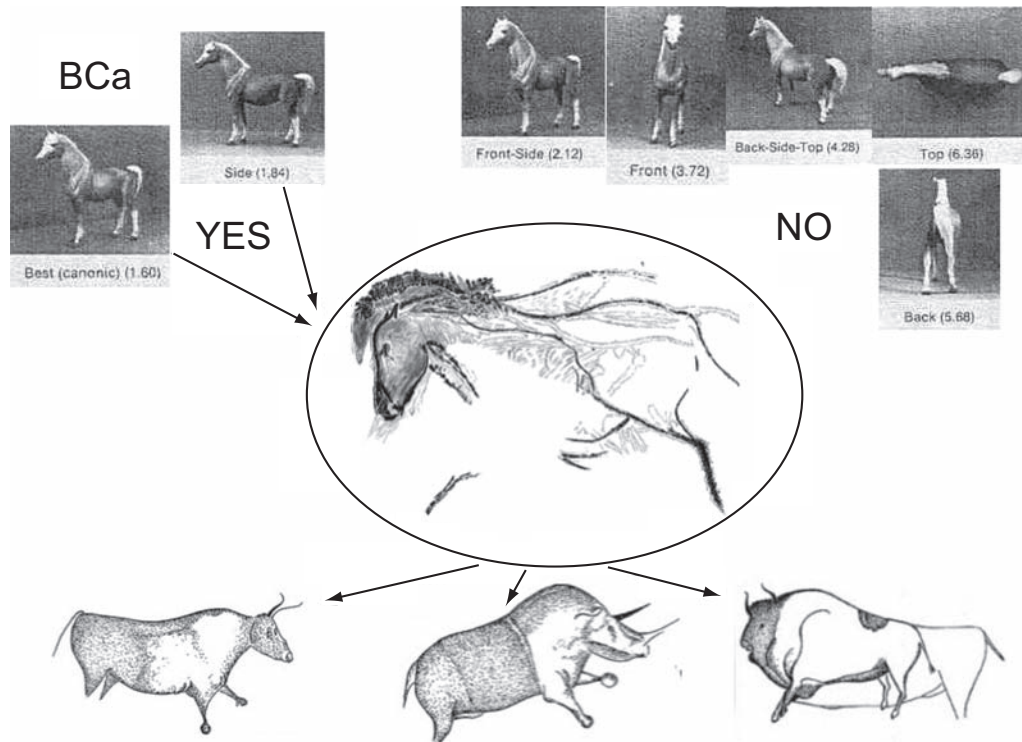 BCa
Side (1.84)
Best (canonic) (1.60)
YES
Front-Side (2.12)
Front (3.72)
Back-Side-Top (4.28)
Top (6.36)
NO
Back (5.68)